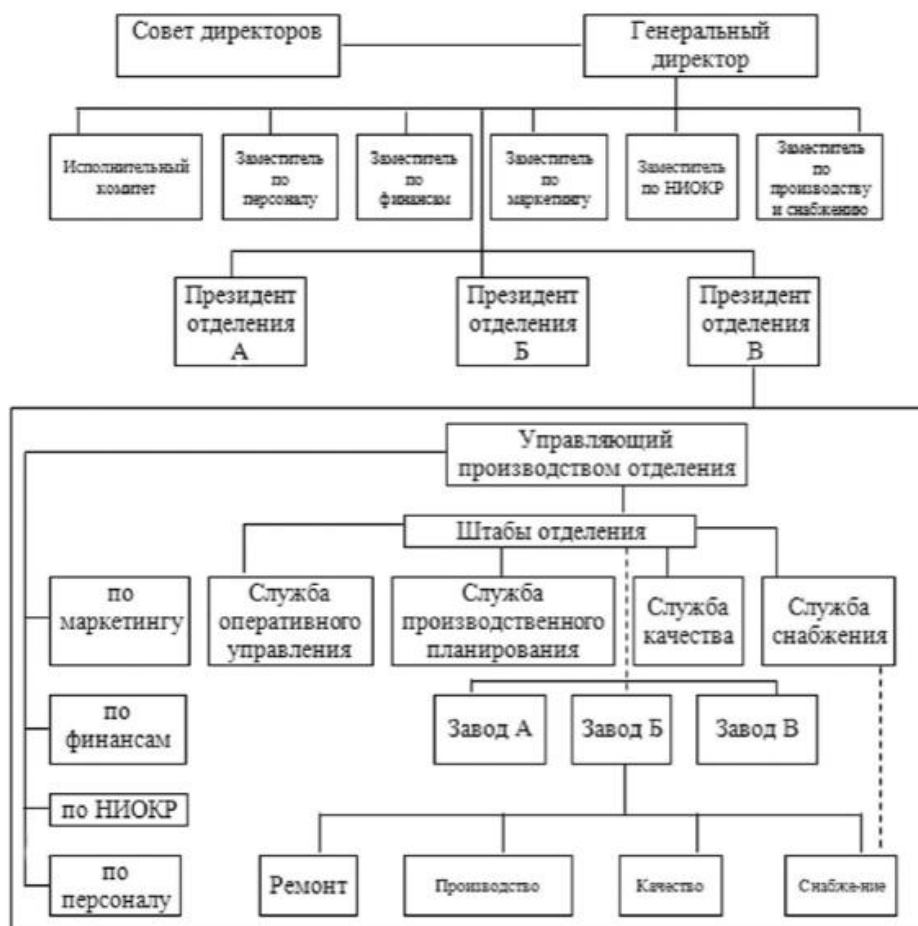 Совет директоров
Генеральный
директор
Исполнительный
комитет
Заместитель
по
персоналу
Заместитель
по
финансам
Заместитель
по
маркетингу
Заместитель
по НИОКР
Заместитель
по
производству
и снабжению
Президент
отделения
А
Президент
отделения
Б
Президент
отделения
В
Управляющий
производством отделения
Штабы отделения
по
маркетингу
Служба
оперативного
управления
Служба
производственного
планирования
Служба
качества
Служба
снабжения
по
финансам
Завод А
Завод Б
Завод В
по НИОКР
по
персоналу
Ремонт
Производство
Качество
Снабже-ние